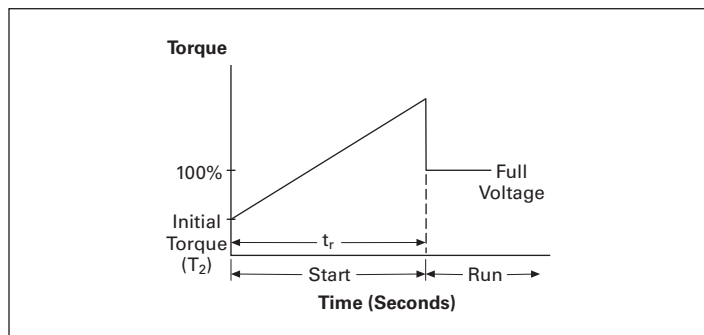 Torque
100%
Full
Voltage
Initial
Torque
(T₂)
tᵣ
Start
Run
Time (Seconds)